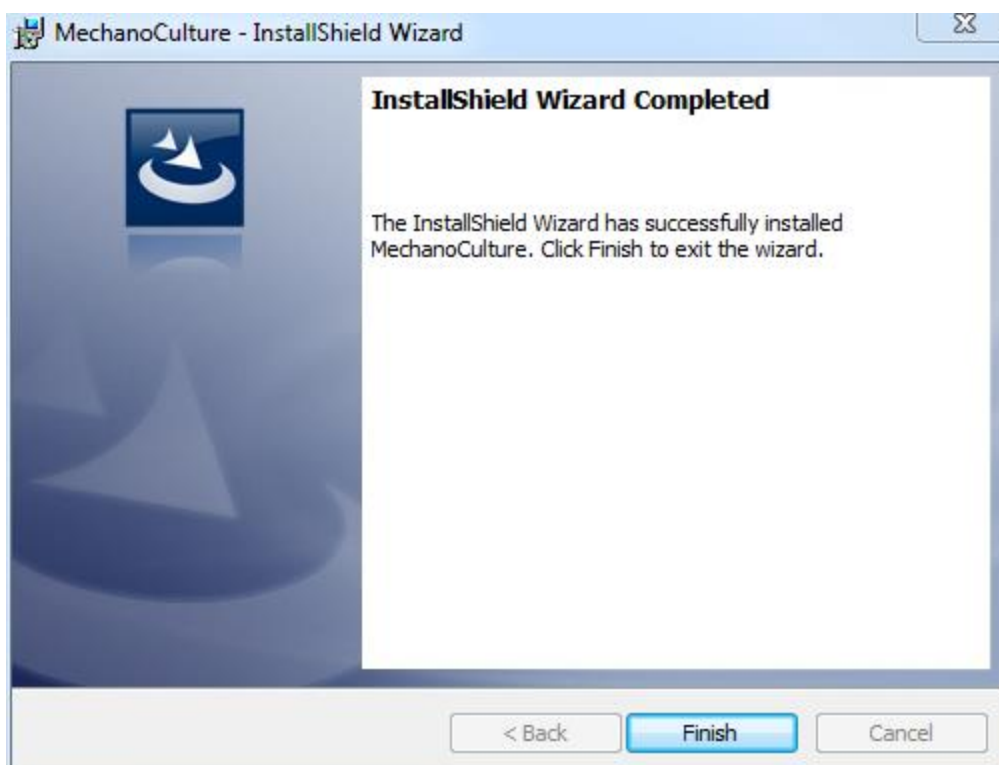 MechanoCulture - InstallShield Wizard
InstallShield Wizard Completed
The InstallShield Wizard has successfully installed
MechanoCulture. Click Finish to exit the wizard.
< Back
Finish
Cancel